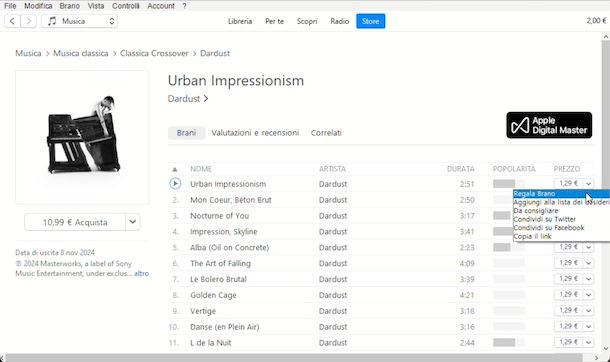 File Modifica Brano Vista Controlli Account ?
Musica Libreria Per te Scopri Radio Store 2,00 €
Musica > Musica classica > Classica Crossover > Dardust
Urban Impressionism
Dardust >
Apple
Digital Master
Brani Valutazioni e recensioni Correlati
NOME ARTISTA DURATA POPOLARITÀ PREZZO
Urban Impressionism Dardust 2:51 1,29 €
Regala Brano
2. Mon Coeur, Béton Brut Dardust 2:50
Aggiungi alla lista dei desideri
Da consigliare
3. Nocturne of You Dardust 3:17
Condividi su Twitter
10,99 € Acquista
4. Impression, Skyline Dardust 3:41
Condividi su Facebook
Copia il link
5. Alba (Oil on Concrete) Dardust 2:23 1,29 €
Data di uscita 8 nov 2024
℗ 2024 Masterworks, a label of Sony
Music Entertainment, under exclus... altro
6. The Art of Falling Dardust 4:09 1,29 €
7. Le Bolero Brutal Dardust 3:39 1,29 €
8. Golden Cage Dardust 4:21 1,29 €
9. Vertige Dardust 3:18 1,29 €
10. Danse (en Plein Air) Dardust 3:16 1,29 €
11. L de la Nuit Dardust 2:44 1,29 €